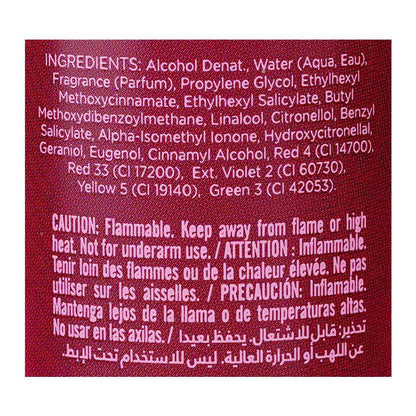 INGREDIENTS: Alcohol Denat., Water (Aqua, Eau),
Fragrance (Parfum), Propylene Glycol, Ethylhexyl
Methoxycinnamate, Ethylhexyl Salicylate, Butyl
Methoxydibenzoylmethane, Linalool, Citronellol, Benzyl
Salicylate, Alpha-Isomethyl Ionone, Hydroxycitronellal,
Geraniol, Eugenol, Cinnamyl Alcohol, Red 4 (CI 14700),
Red 33 (CI 17200), Ext. Violet 2 (CI 60730),
Yellow 5 (CI 19140), Green 3 (CI 42053).
CAUTION: Flammable. Keep away from flame or high
heat. Not for underarm use. / ATTENTION : Inflammable.
Tenir loin des flammes ou de la chaleur élevée. Ne pas
utiliser sur les aisselles. / PRECAUCIÓN: Inflamable.
Mantenga lejos de la llama o de temperaturas altas.
No usar en las axilas. / تحذير: قابل للاشتعال. يحفظ بعيدا
عن اللهب أو الحرارة العالية. ليس للاستخدام تحت الإبط.